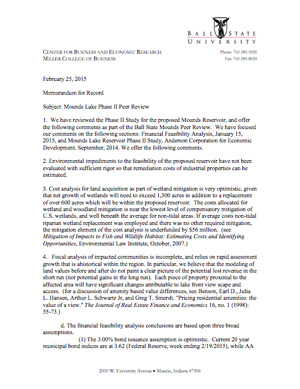 BALL STATE
UNIVERSITY
CENTER FOR BUSINESS AND ECONOMIC RESEARCH
MILLER COLLEGE OF BUSINESS
Phone: 765-285-5926
Fax: 765-285-8024
February 25, 2015
Memorandum for Record
Subject: Mounds Lake Phase II Peer Review
1. We have reviewed the Phase II Study for the proposed Mounds Reservoir, and offer
the following comments as part of the Ball State Mounds Peer Review. We have focused
our comments on the following sections: Financial Feasibility Analysis, January 15,
2015, and Mounds Lake Reservoir Phase II Study, Anderson Corporation for Economic
Development. September, 2014. We offer the following comments.
2. Environmental impediments to the feasibility of the proposed reservoir have not been
evaluated with sufficient rigor so that remediation costs of industrial properties can be
estimated.
3. Cost analysis for land acquisition as part of wetland mitigation is very optimistic, given
that net growth of wetlands will need to exceed 1,300 acres in addition to a replacement
of over 600 acres which will be within the proposed reservoir. The costs allocated for
wetland and woodland mitigation is near the lowest level of compensatory mitigation of
U.S. wetlands, and well beneath the average for non-tidal areas. If average costs non-tidal
riparian wetland replacement were employed and there was no other required mitigation,
the mitigation element of the cost analysis is underfunded by $56 million. (see
Mitigation of Impacts to Fish and Wildlife Habitat: Estimating Costs and Identifying
Opportunities, Environmental Law Institute, October, 2007.)
4. Fiscal analysis of impacted communities is incomplete, and relies on rapid assessment
growth that is ahistorical within the region. In particular, we believe the modeling of
land values before and after do not paint a clear picture of the potential lost revenue in the
short run (nor potential gains in the long run). Each piece of property proximal to the
affected area will have significant changes attributable to lake front view scape and
access. (for a discussion of amenity based value differences, see Benson, Earl D., Julia
L. Hansen, Arthur L. Schwartz Jr, and Greg T. Smersh. "Pricing residential amenities: the
value of a view." The Journal of Real Estate Finance and Economics 16, no. 1 (1998):
55-73.)
d. The financial feasibility analysis conclusions are based upon three broad
assumptions.
(1) The 3.00% bond issuance assumption is optimistic. Current 20 year
municipal bond indices are at 3.62 (Federal Reserve, week ending 2/19/2015), while AA
2000 W. University Avenue • Muncie, Indiana 47306